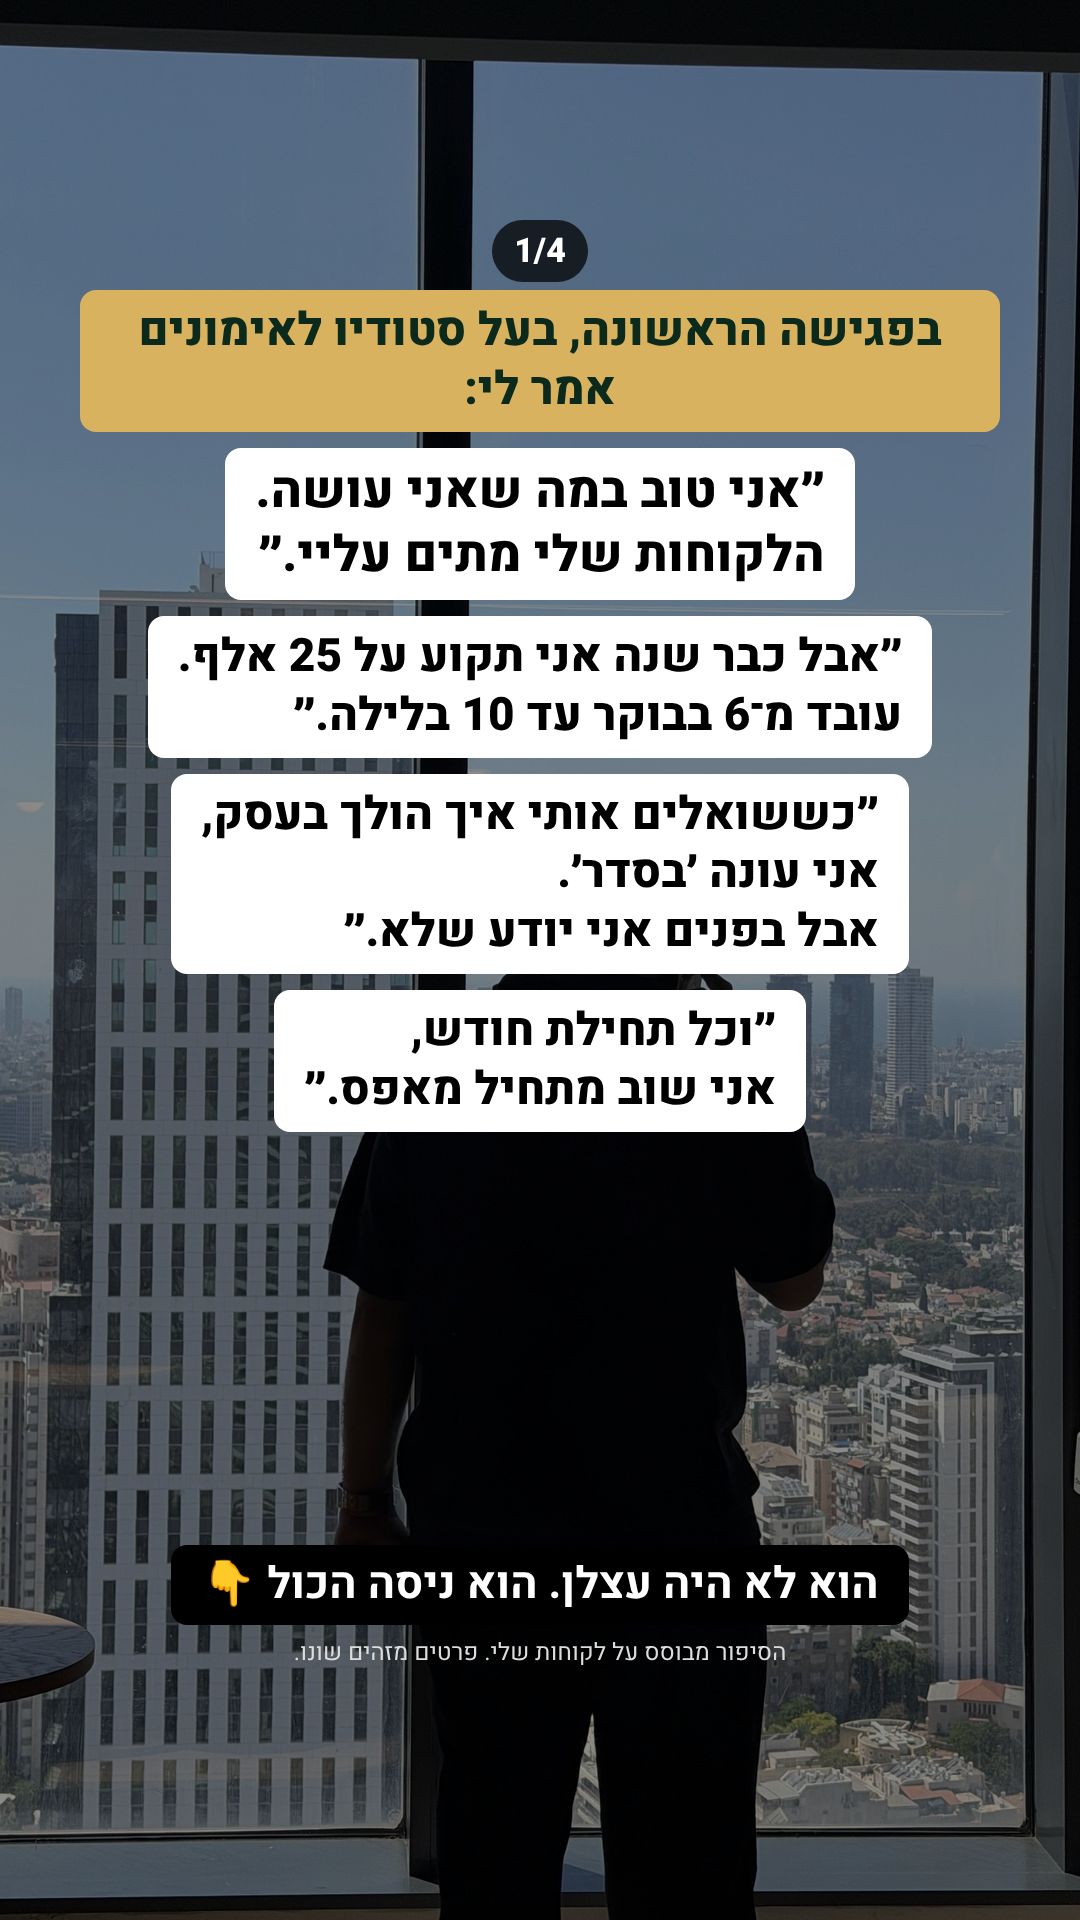 1/4
בפגישה הראשונה, בעל סטודיו לאימונים
אמר לי:
״אני טוב במה שאני עושה.
הלקוחות שלי מתים עליי.״
״אבל כבר שנה אני תקוע על 25 אלף.
עובד מ־6 בבוקר עד 10 בלילה.״
״כששואלים אותי איך הולך בעסק,
אני עונה ׳בסדר׳.
אבל בפנים אני יודע שלא.״
״וכל תחילת חודש,
אני שוב מתחיל מאפס.״
הוא לא היה עצלן. הוא ניסה הכול 👇
הסיפור מבוסס על לקוחות שלי. פרטים מזהים שונו.